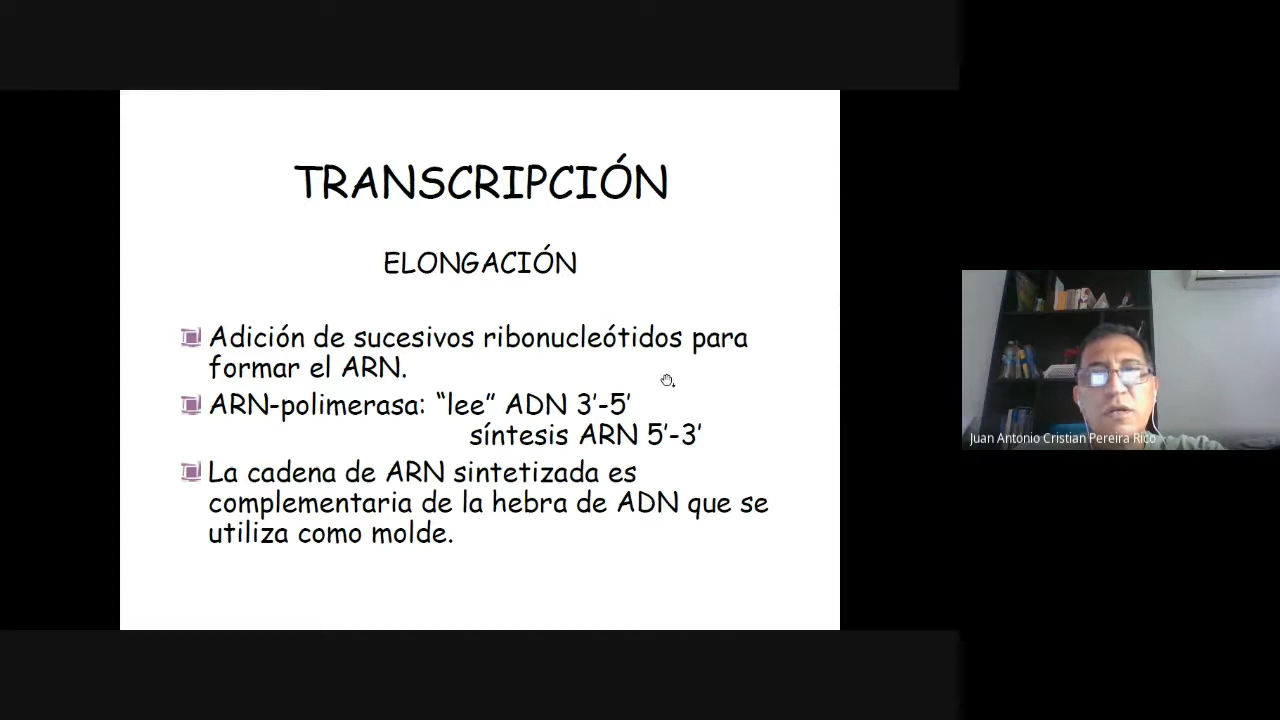 TRANSCRIPCIÓN
ELONGACIÓN
Adición de sucesivos ribonucleótidos para
formar el ARN.
ARN-polimerasa: “lee” ADN 3’-5’
síntesis ARN 5’-3’
La cadena de ARN sintetizada es
complementaria de la hebra de ADN que se
utiliza como molde.
Juan Antonio Cristian Pereira Rico